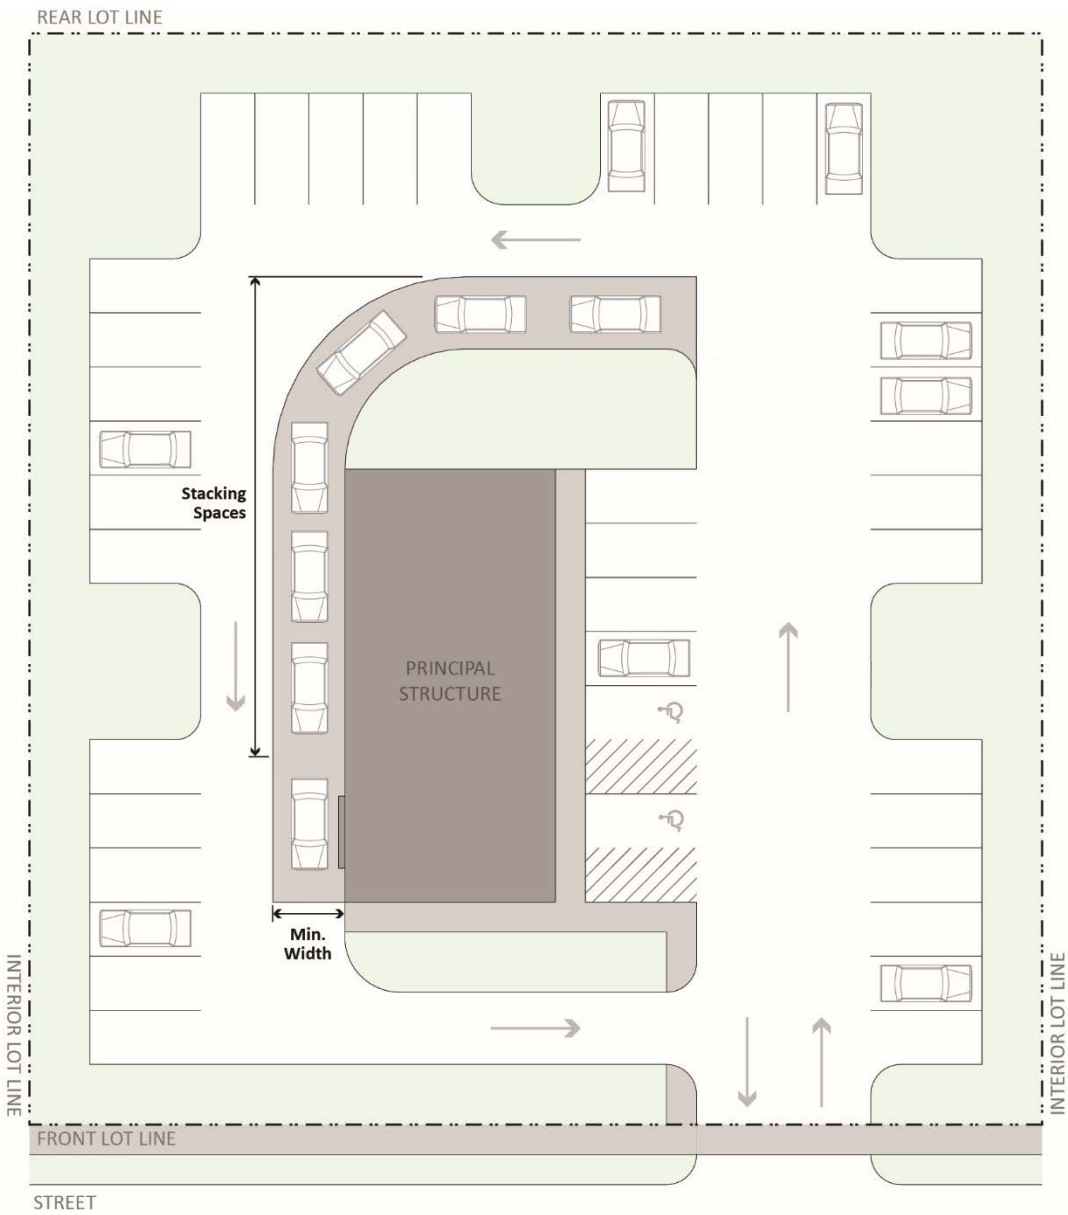 REAR LOT LINE
Stacking
Spaces
PRINCIPAL
STRUCTURE
Min.
Width
INTERIOR LOT LINE
INTERIOR LOT LINE
FRONT LOT LINE
STREET